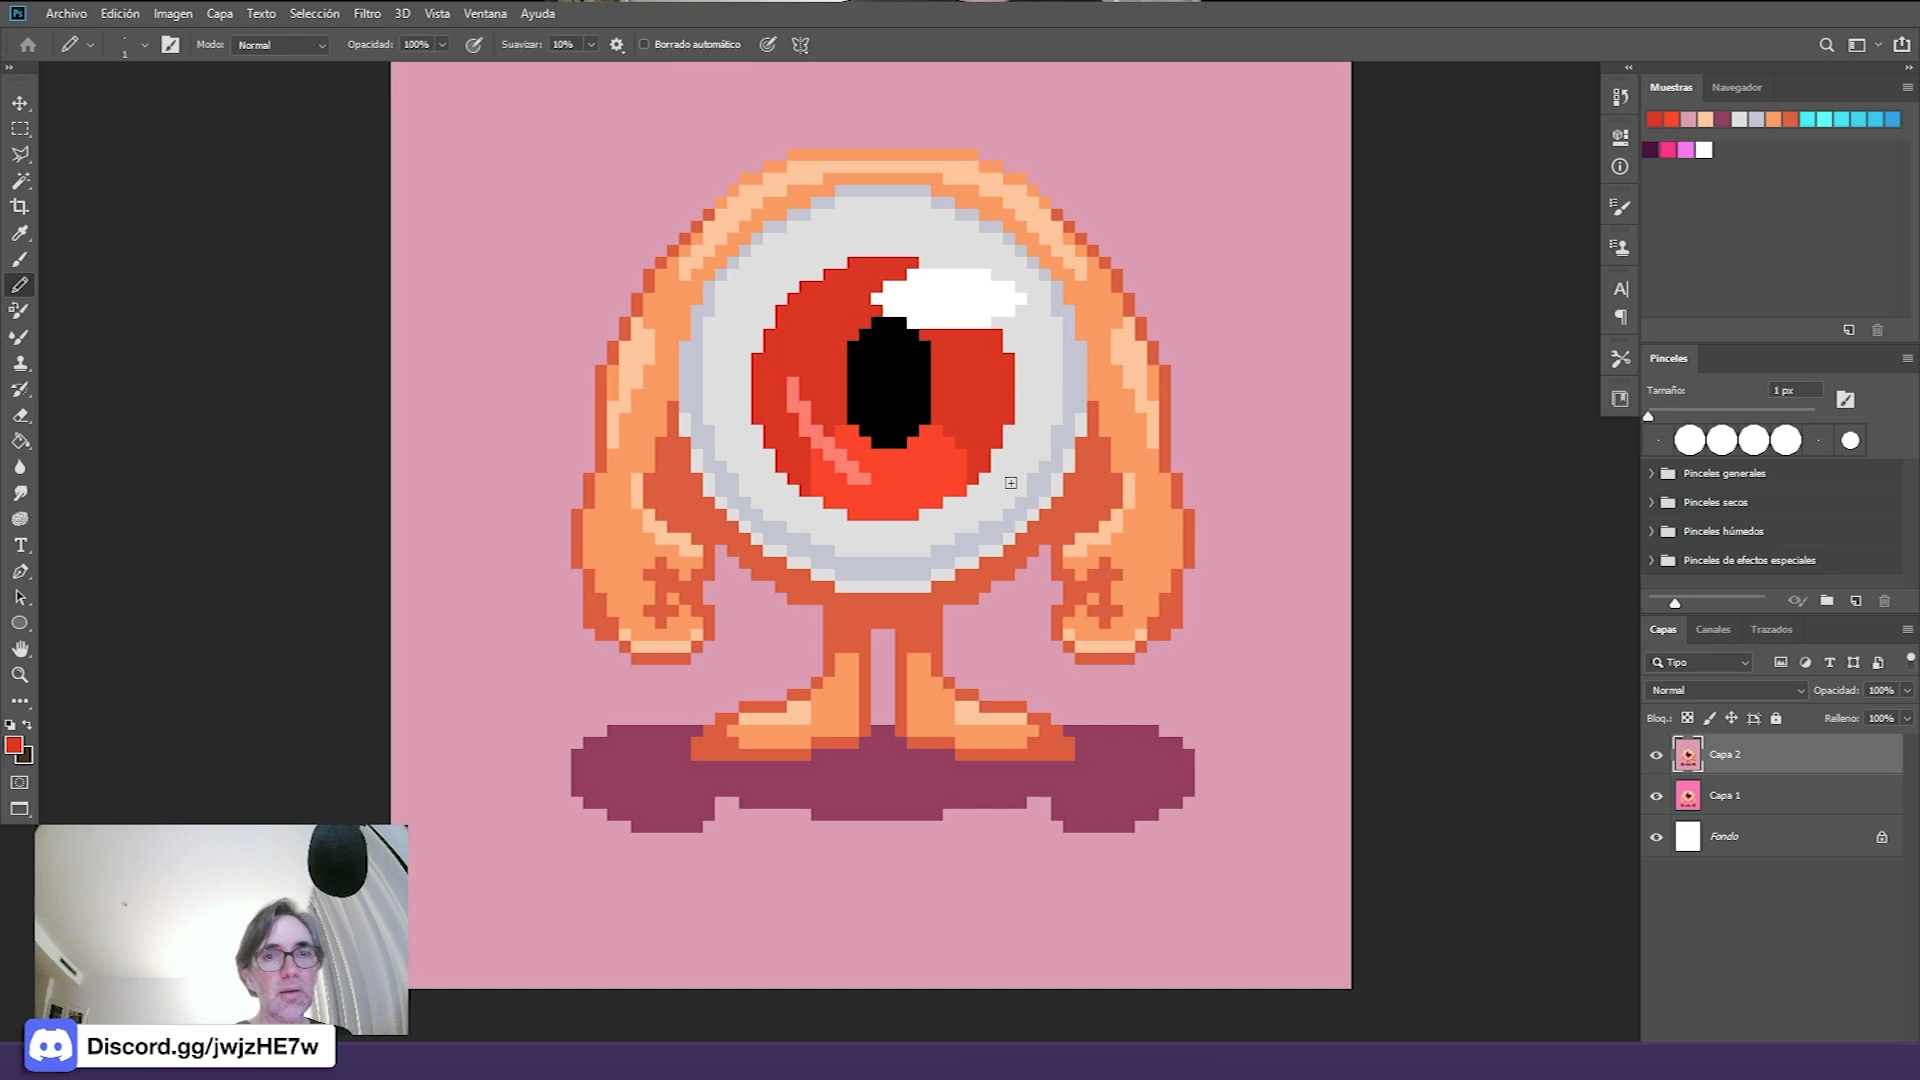 Ps Archivo Edición Imagen Capa Texto Selección Filtro 3D Vista Ventana Ayuda
1 Modo: Normal Opacidad: 100% Suavizar: 10% Borrado automático
Muestras Navegador
Pinceles
Tamaño: 1 px
Pinceles generales
Pinceles secos
Pinceles húmedos
Pinceles de efectos especiales
Capas Canales Trazados
Tipo
Normal Opacidad: 100%
Bloq.: Relleno: 100%
Capa 2
Capa 1
Fondo
Discord.gg/jwjzHE7w